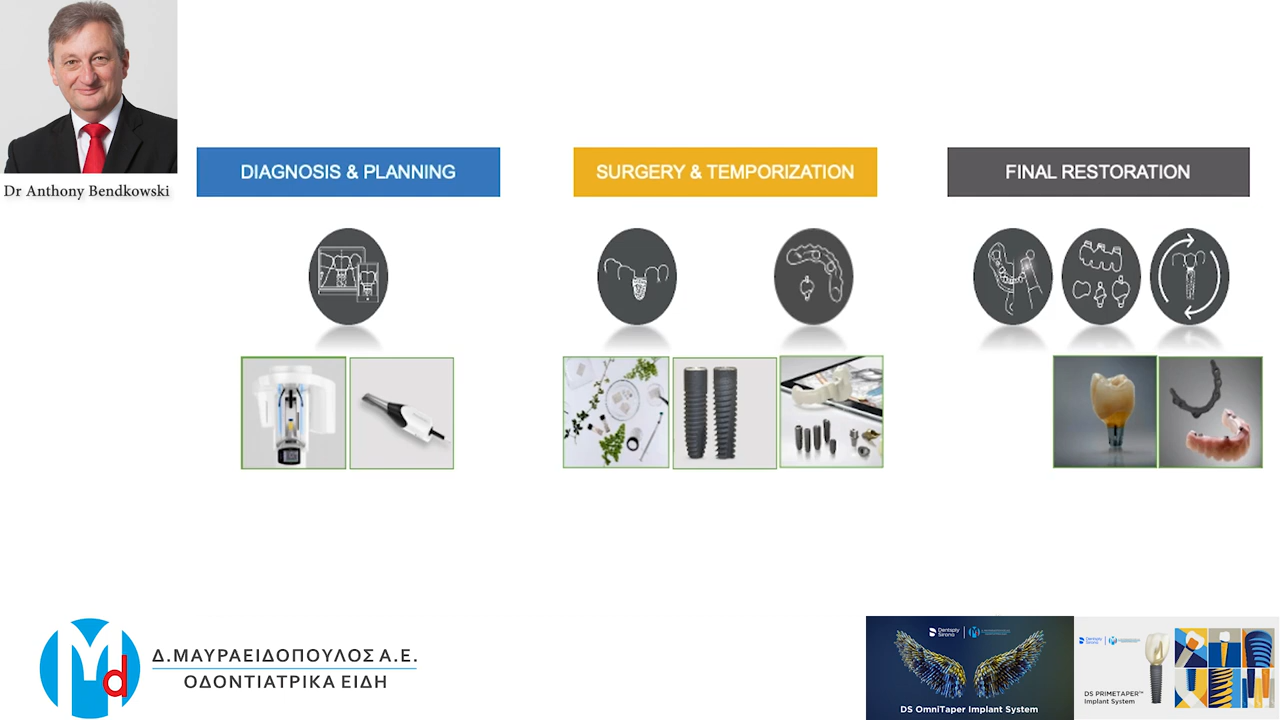 Dr Anthony Bendkowski
DIAGNOSIS & PLANNING
SURGERY & TEMPORIZATION
FINAL RESTORATION
Md
Δ.ΜΑΥΡΑΕΙΔΟΠΟΥΛΟΣ Α.Ε.
ΟΔΟΝΤΙΑΤΡΙΚΑ ΕΙΔΗ
Dentsply
Sirona
DS OmniTaper Implant System
Dentsply
Sirona
DS PRIMETAPER™
Implant System